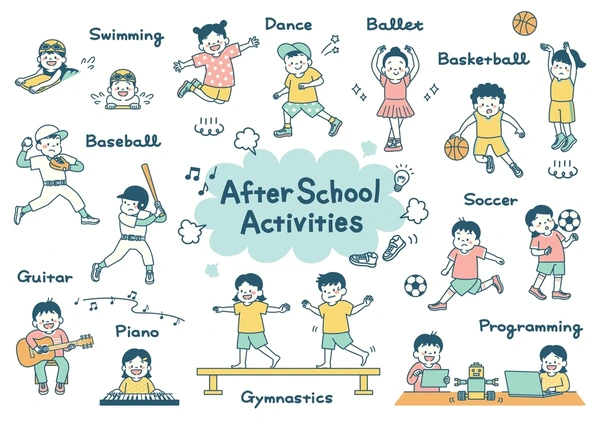 Swimming
Dance
Ballet
Basketball
Baseball
After School
Activities
Soccer
Guitar
Piano
Gymnastics
Programming